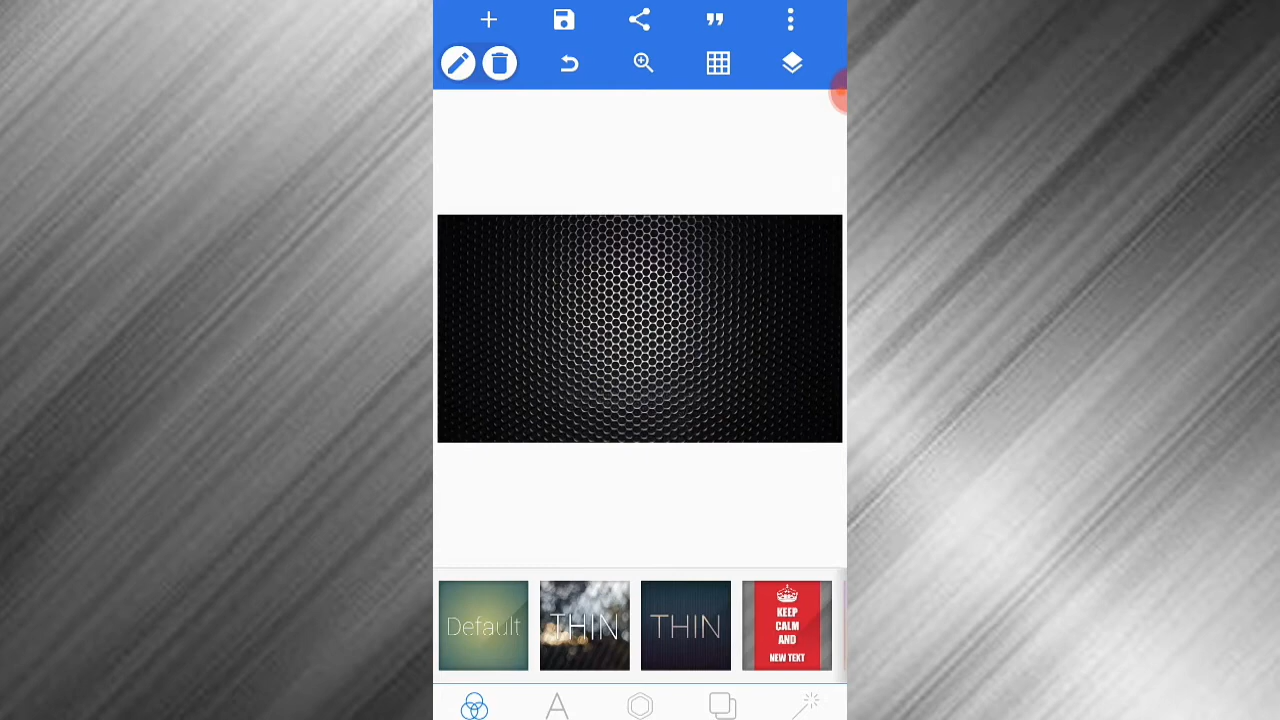 Default
THIN
THIN
KEEP
CALM
AND
NEW TEXT